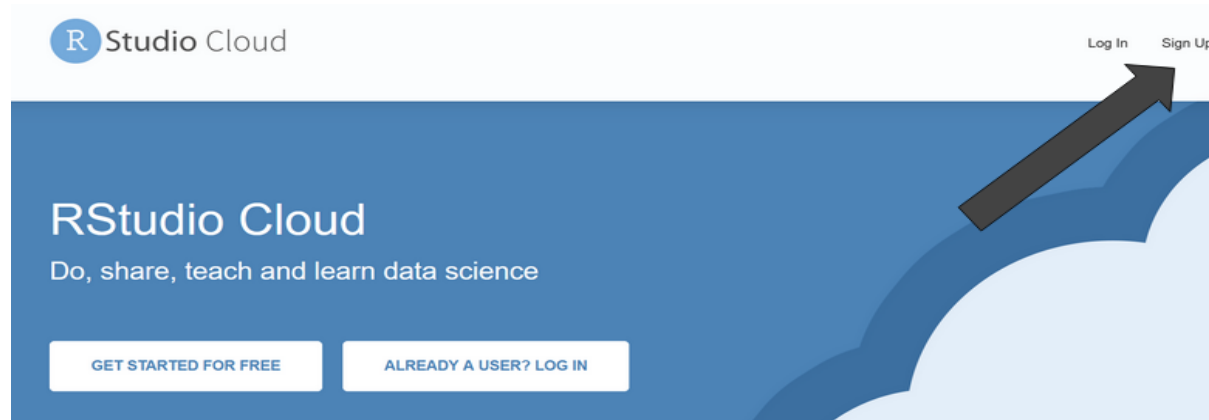 R Studio Cloud
Log In Sign Up
RStudio Cloud
Do, share, teach and learn data science
GET STARTED FOR FREE ALREADY A USER? LOG IN